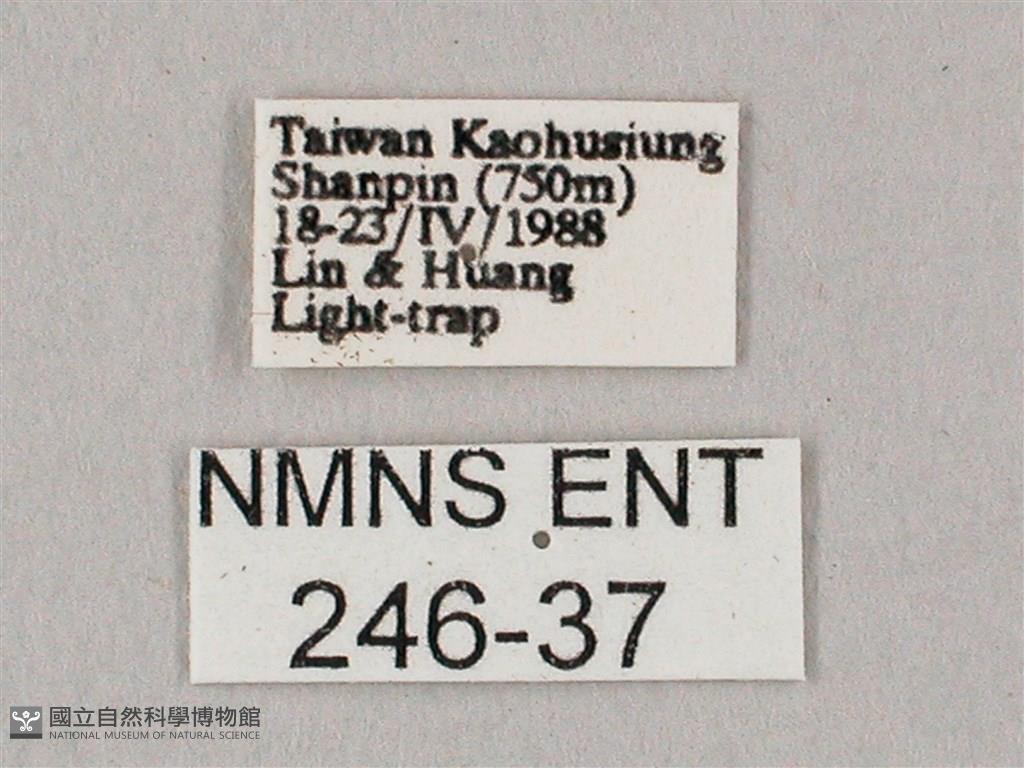 Taiwan Kaohusiung
Shanpin (750m)
18-23/IV/1988
Lin & Huang
Light-trap
NMNS ENT
246-37
國立自然科學博物館
NATIONAL MUSEUM OF NATURAL SCIENCE